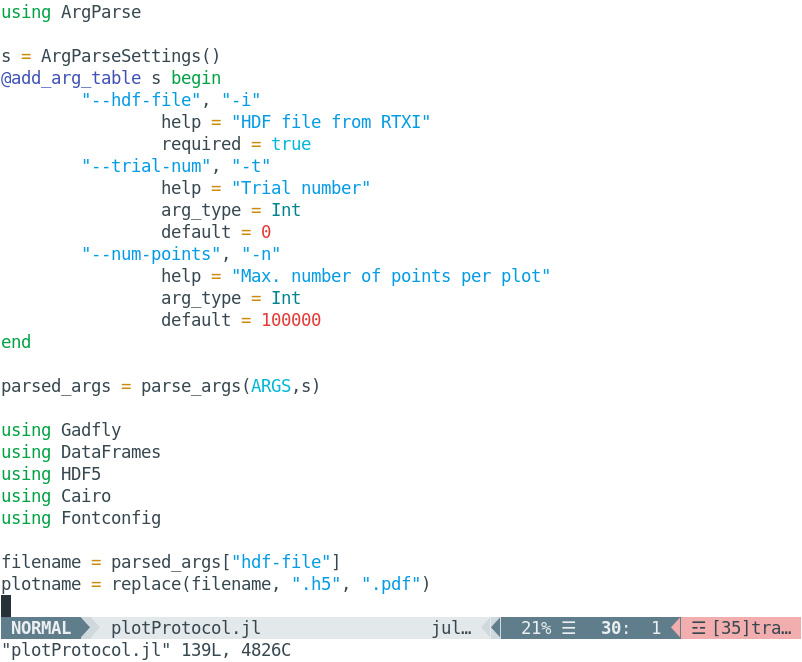 using ArgParse

s = ArgParseSettings()
@add_arg_table s begin
        "--hdf-file", "-i"
                help = "HDF file from RTXI"
                required = true
        "--trial-num", "-t"
                help = "Trial number"
                arg_type = Int
                default = 0
        "--num-points", "-n"
                help = "Max. number of points per plot"
                arg_type = Int
                default = 100000
end

parsed_args = parse_args(ARGS,s)

using Gadfly
using DataFrames
using HDF5
using Cairo
using Fontconfig

filename = parsed_args["hdf-file"]
plotname = replace(filename, ".h5", ".pdf")

NORMAL  plotProtocol.jl  jul…  21% ☰  30:  1  ☲ [35]tra…
"plotProtocol.jl" 139L, 4826C